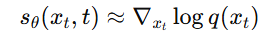 s_θ(x_t, t) ≈ ∇_{x_t} log q(x_t)